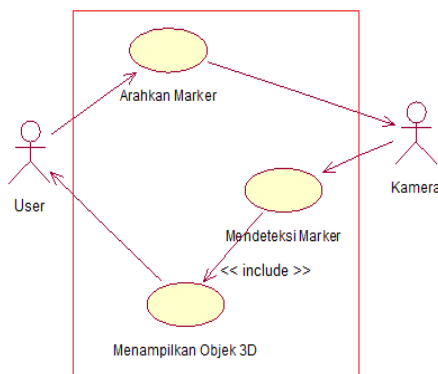 Arahkan Marker
User
Kamera
Mendeteksi Marker
<< include >>
Menampilkan Objek 3D